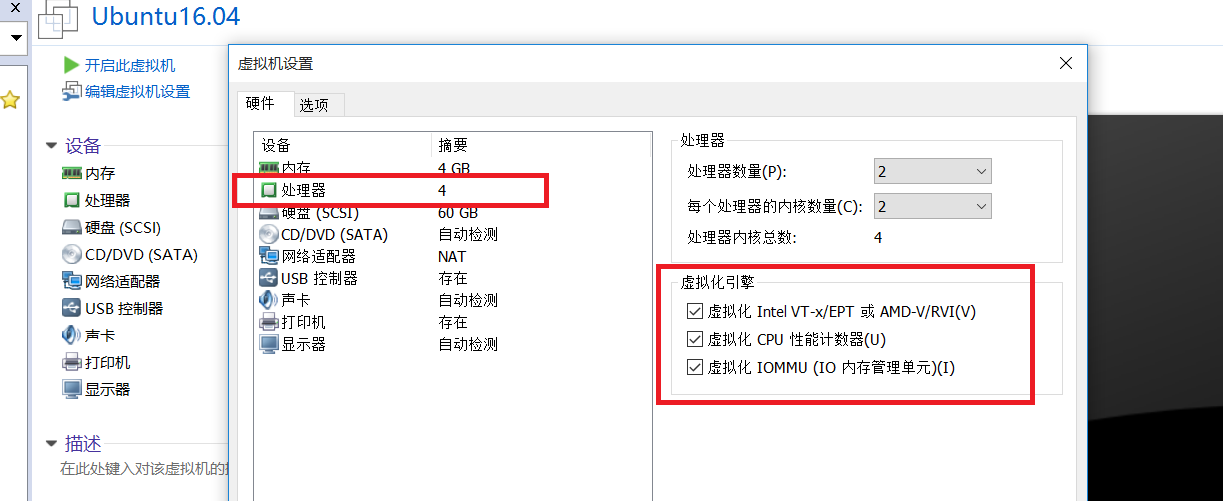 Ubuntu16.04
开启此虚拟机
编辑虚拟机设置
设备
内存
处理器
硬盘 (SCSI)
CD/DVD (SATA)
网络适配器
USB 控制器
声卡
打印机
显示器
描述
在此处键入对该虚拟机的
虚拟机设置
硬件 选项
设备 摘要
内存 4 GB
处理器 4
硬盘 (SCSI) 60 GB
CD/DVD (SATA) 自动检测
网络适配器 NAT
USB 控制器 存在
声卡 自动检测
打印机 存在
显示器 自动检测
处理器
处理器数量(P): 2
每个处理器的内核数量(C): 2
处理器内核总数: 4
虚拟化引擎
虚拟化 Intel VT-x/EPT 或 AMD-V/RVI(V)
虚拟化 CPU 性能计数器(U)
虚拟化 IOMMU (IO 内存管理单元)(I)